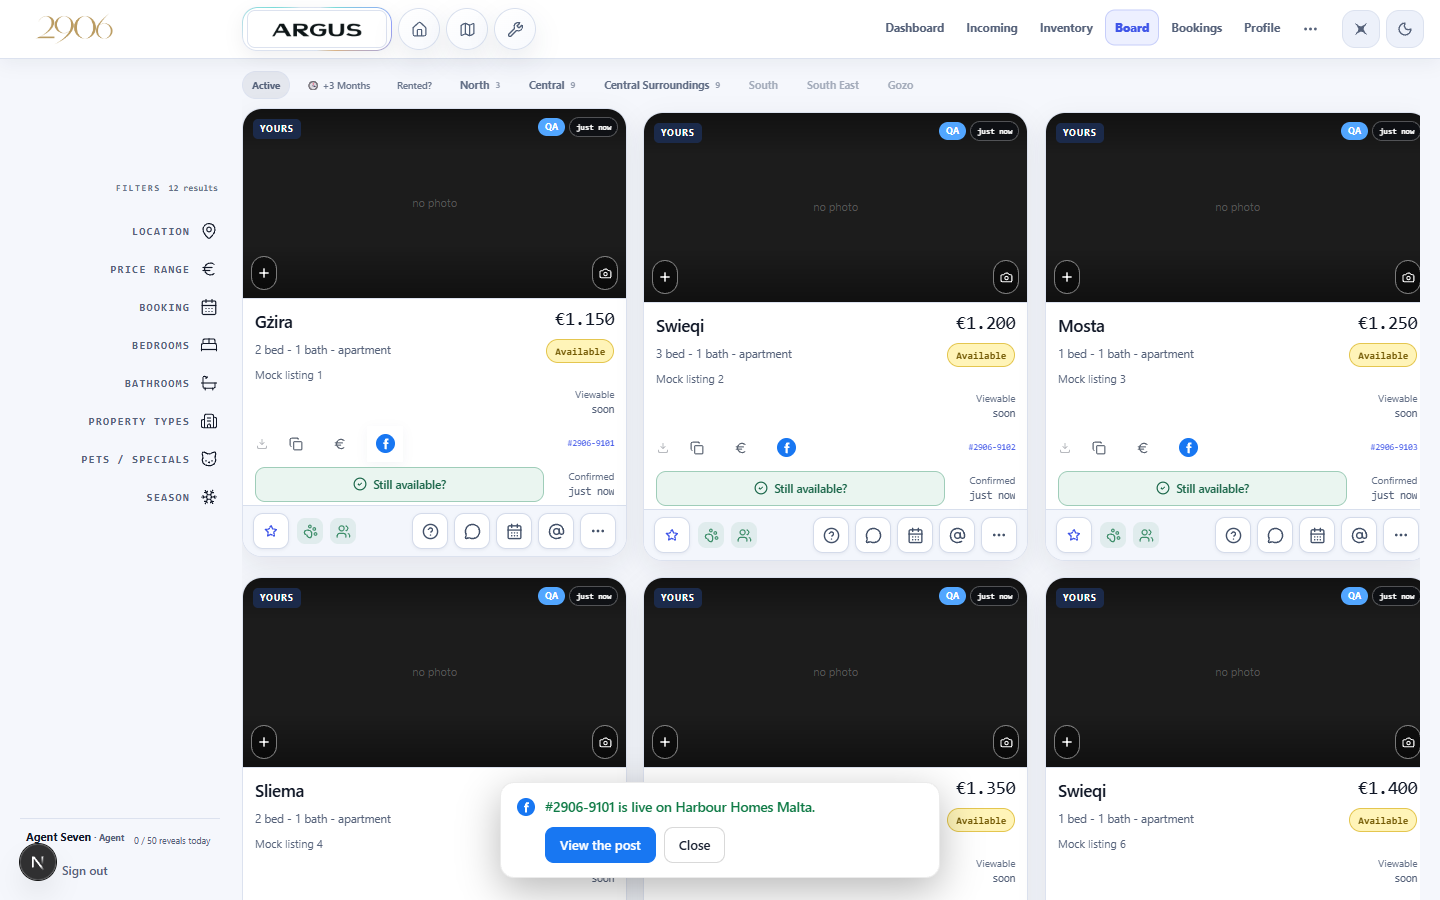 2906
ARGUS
Dashboard Incoming Inventory Board Bookings Profile ...
Active +3 Months Rented? North 3 Central 9 Central Surroundings 9 South South East Gozo
FILTERS 12 results
LOCATION
PRICE RANGE
BOOKING
BEDROOMS
BATHROOMS
PROPERTY TYPES
PETS / SPECIALS
SEASON
YOURS QA just now
no photo
Gżira €1.150
2 bed - 1 bath - apartment Available
Mock listing 1
Viewable
soon
€ f #2906-9101
Still available? Confirmed
just now
YOURS QA just now
no photo
Swieqi €1.200
3 bed - 1 bath - apartment Available
Mock listing 2
Viewable
soon
€ f #2906-9102
Still available? Confirmed
just now
YOURS QA just now
no photo
Mosta €1.250
1 bed - 1 bath - apartment Available
Mock listing 3
Viewable
soon
€ f #2906-9103
Still available? Confirmed
just now
YOURS QA just now
no photo
Sliema
2 bed - 1 bath - apartment
Mock listing 4
soon
YOURS QA just now
no photo
€1.350
Available
Viewable
soon
YOURS QA just now
no photo
Swieqi €1.400
1 bed - 1 bath - apartment Available
Mock listing 6
Viewable
soon
f #2906-9101 is live on Harbour Homes Malta.
View the post Close
Agent Seven · Agent 0 / 50 reveals today
N Sign out